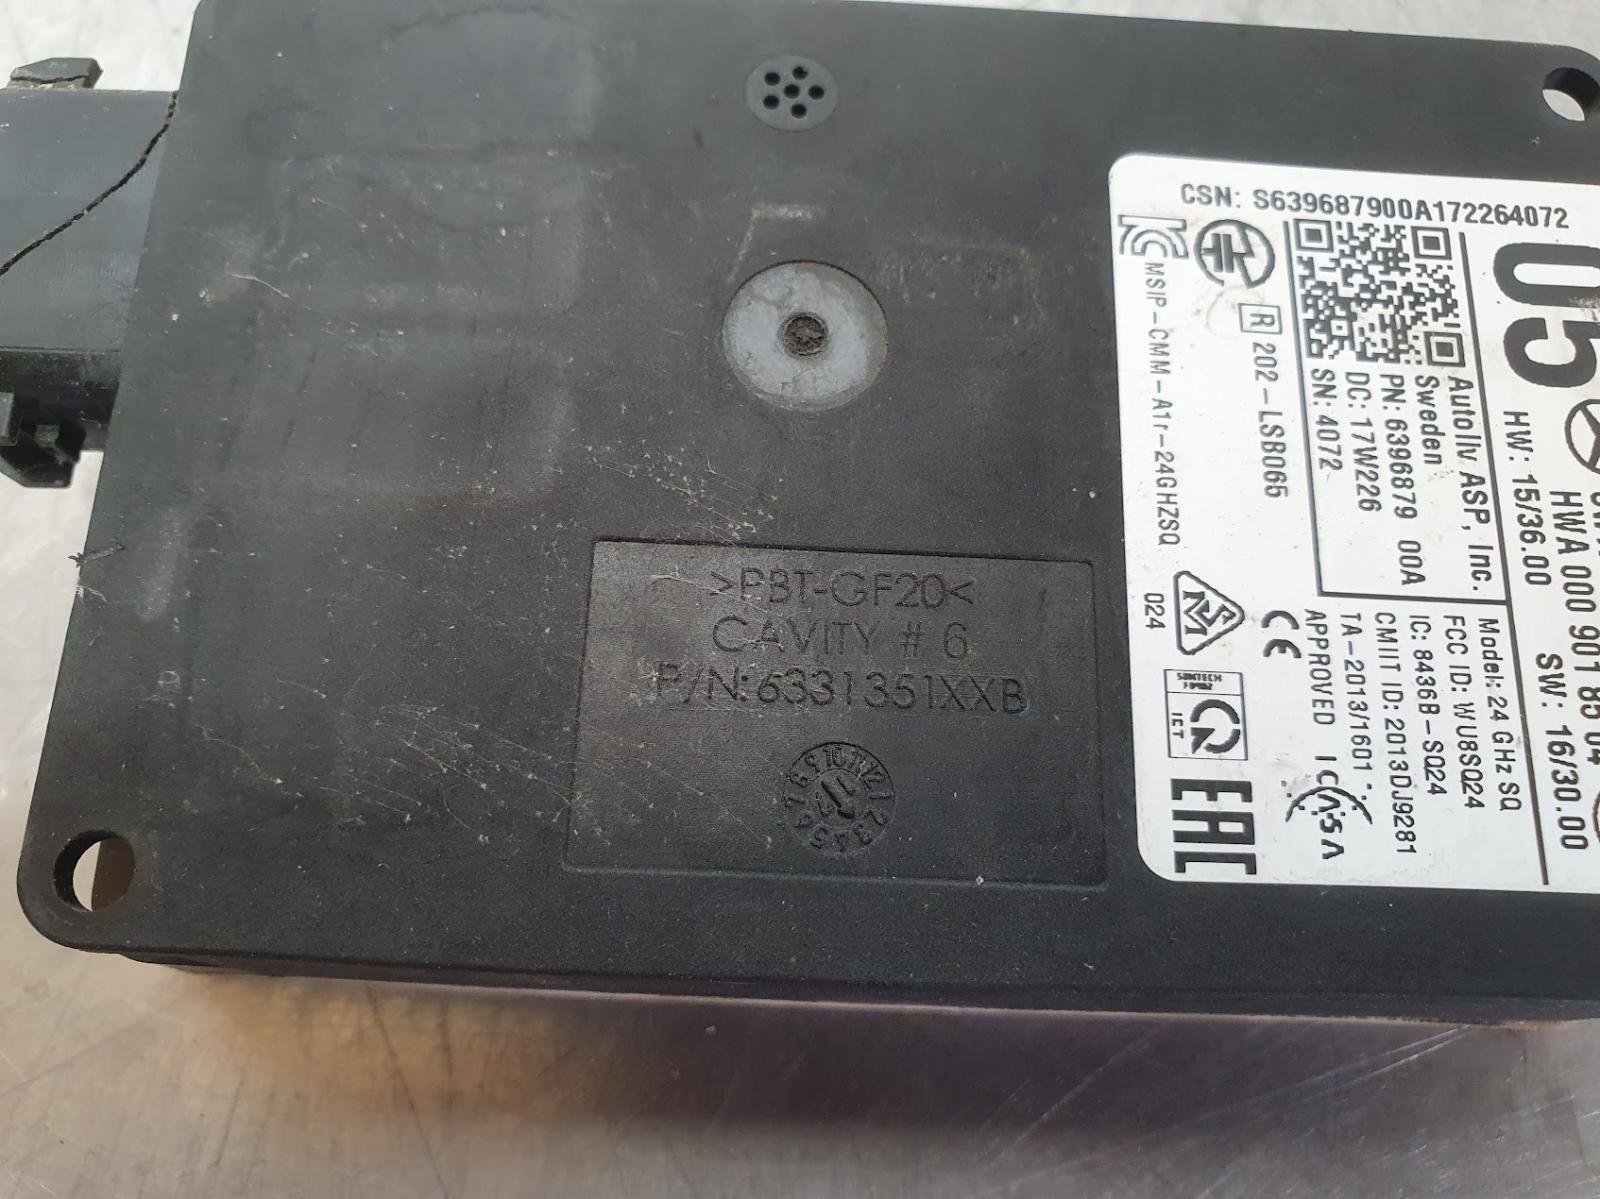 CSN: S639687900A172264072
MSIP-CMM-A1r-24GHZSQ
024
R 202-LSB065
Autoliv ASP, Inc.
Sweden
PN: 6396879 00A
DC: 17W226
SN: 4072
Model: 24 GHz SQ
FCC ID: WU8SQ24
IC: 8436B-SQ24
CMIIT ID: 2013DJ9281
TA-2013/1601
APPROVED
ICASA
CE
ICT
EAC
05
HWA 000 901 85 04
HW: 15/36.00
SW: 16/30.00
>PBT-GF20<
CAVITY # 6
P/N:6331351XXB